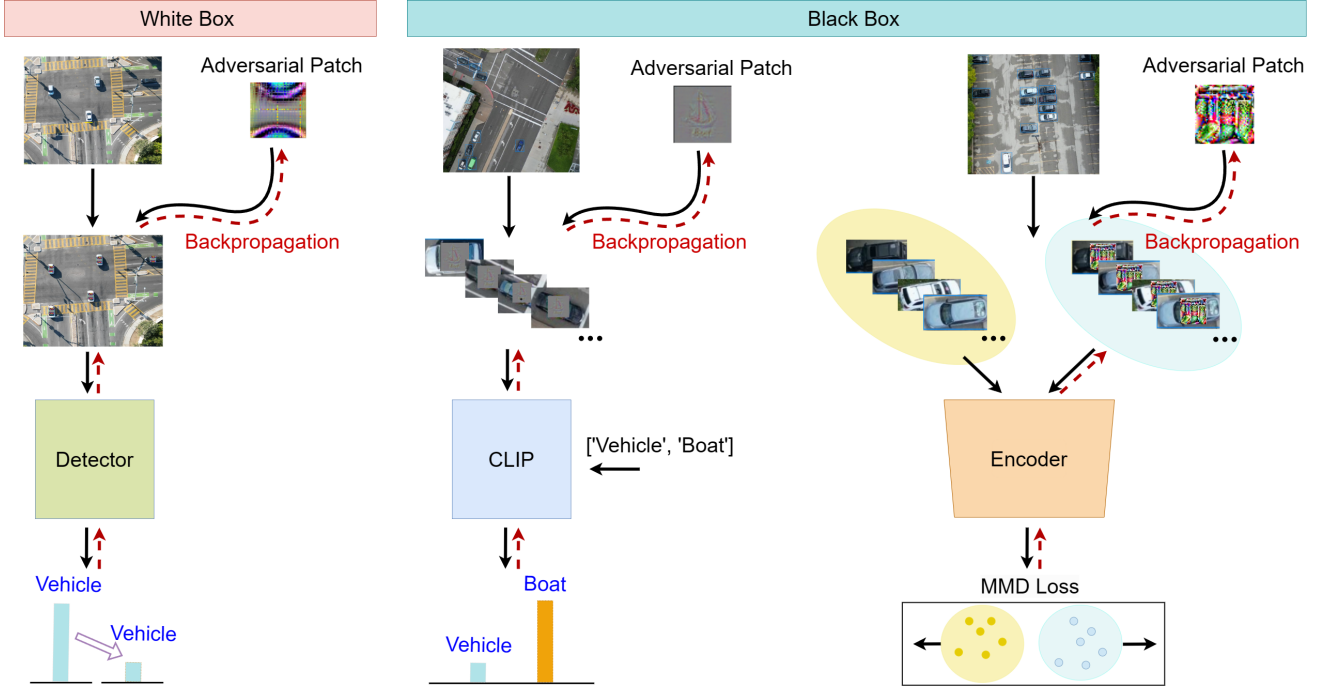 White Box
Black Box
Adversarial Patch
Backpropagation
Detector
Vehicle
Vehicle
Adversarial Patch
Backpropagation
CLIP
['Vehicle', 'Boat']
Boat
Vehicle
Adversarial Patch
Backpropagation
Encoder
MMD Loss